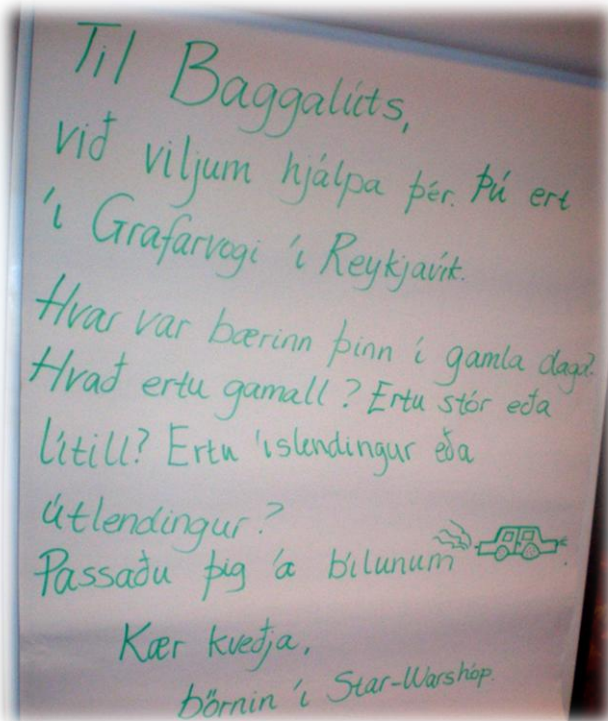 Til Baggalúts,
við viljum hjálpa þér. Þú ert
í Grafarvogi í Reykjavík.
Hvar var bærinn þinn í gamla daga?
Hvað ertu gamall? Ertu stór eða
lítill? Ertu íslendingur eða
útlendingur?
Passaðu þig á bílunum
Kær kveðja,
börnin í Star-Warshóp.